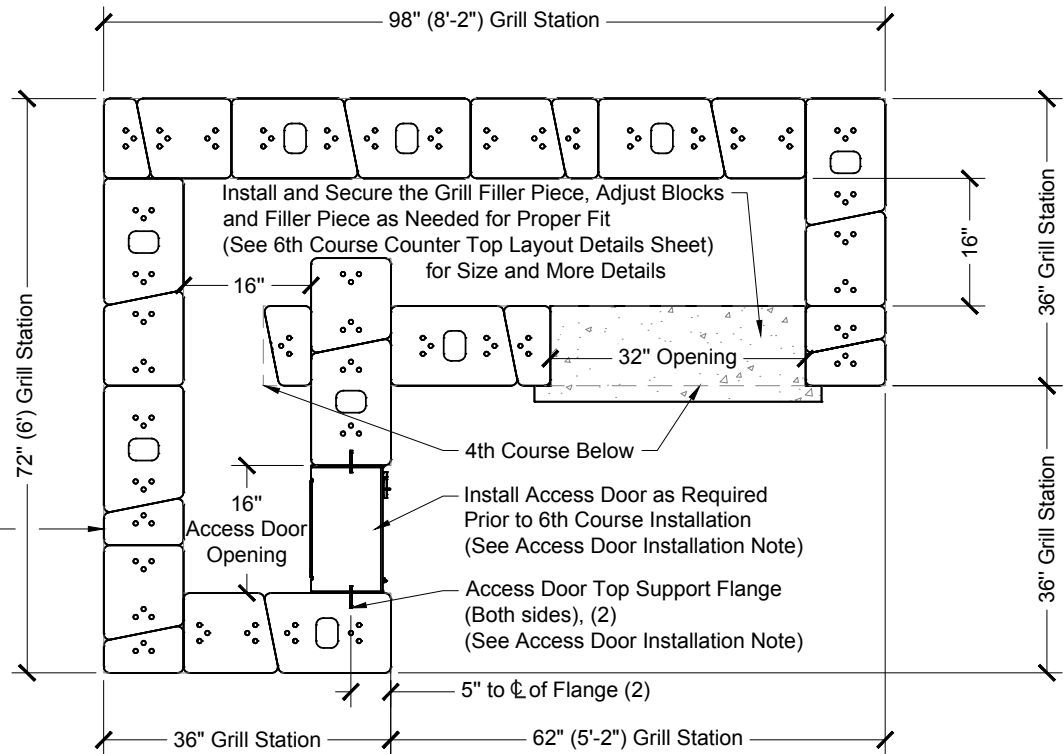 98" (8'-2") Grill Station
72" (6') Grill Station
36" Grill Station
16"
Install and Secure the Grill Filler Piece, Adjust Blocks
and Filler Piece as Needed for Proper Fit
(See 6th Course Counter Top Layout Details Sheet)
for Size and More Details
16"
32" Opening
4th Course Below
16"
Access Door
Opening
Install Access Door as Required
Prior to 6th Course Installation
(See Access Door Installation Note)
Access Door Top Support Flange
(Both sides), (2)
(See Access Door Installation Note)
36" Grill Station
5" to ℄ of Flange (2)
36" Grill Station
62" (5'-2") Grill Station